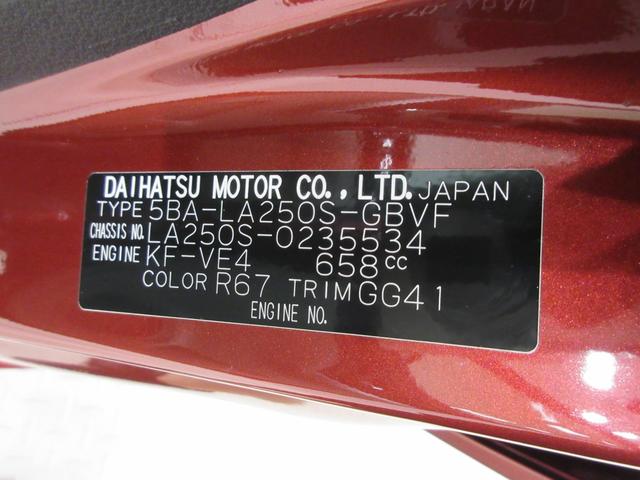 DAIHATSU MOTOR CO., LTD. JAPAN
TYPE 5BA-LA250S-GBVF
CHASSIS NO. LA250S-0235534
ENGINE KF-VE4 658cc
COLOR R67 TRIM GG41
ENGINE NO.